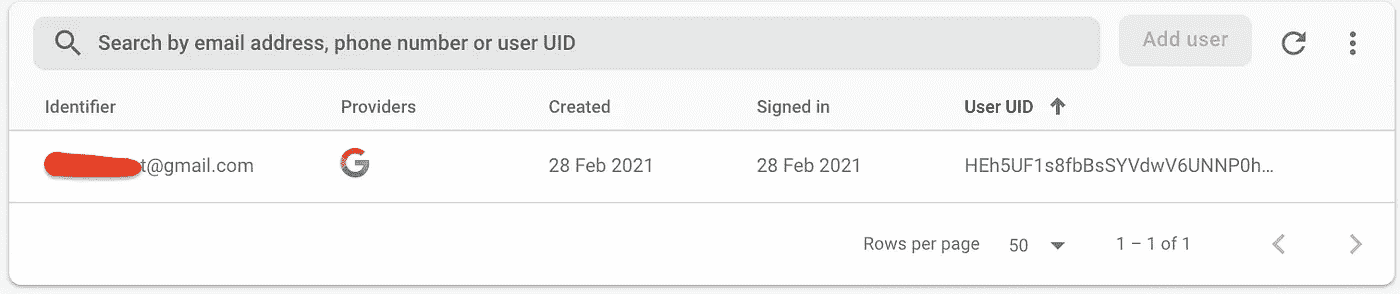 Search by email address, phone number or user UID Add user
Identifier Providers Created Signed in User UID
t@gmail.com G 28 Feb 2021 28 Feb 2021 HEh5UF1s8fbBsSYVdwV6UNNP0h...
Rows per page 50 1 – 1 of 1